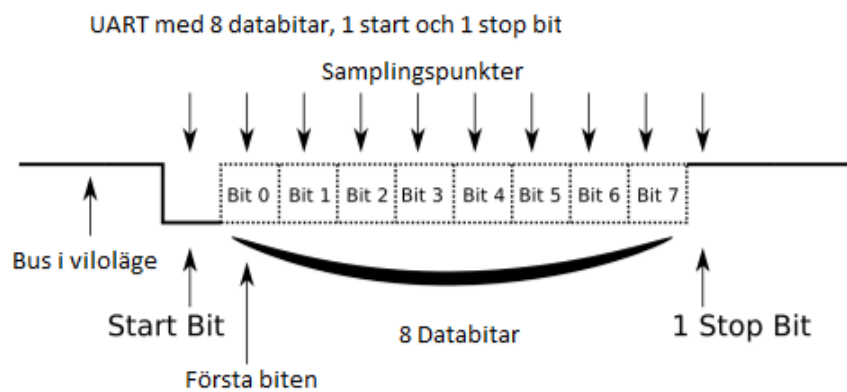 UART med 8 databitar, 1 start och 1 stop bit
Samplingspunkter
Bit 0 Bit 1 Bit 2 Bit 3 Bit 4 Bit 5 Bit 6 Bit 7
Bus i viloläge
Start Bit
8 Databitar
1 Stop Bit
Första biten